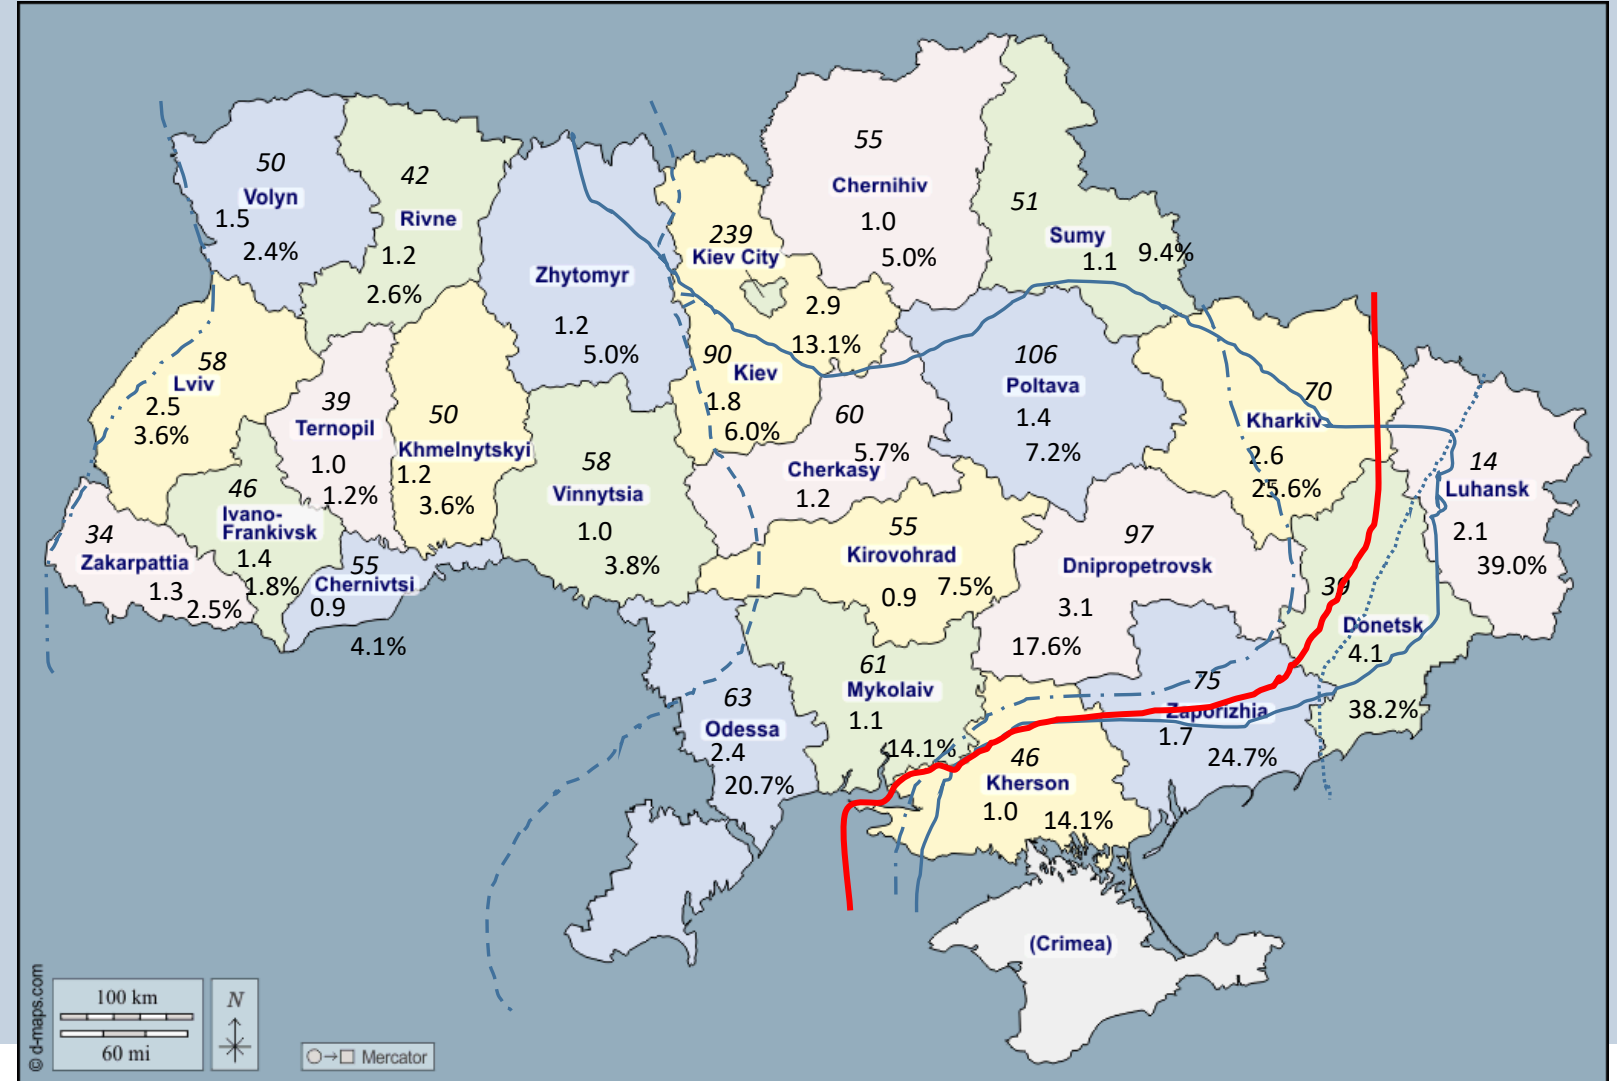 50
Volyn
1.5
2.4%
42
Rivne
1.2
2.6%
Zhytomyr
1.2
5.0%
239
Kiev City
2.9
13.1%
90
Kiev
1.8
6.0%
55
Chernihiv
1.0
5.0%
51
Sumy
1.1
9.4%
58
Lviv
2.5
3.6%
39
Ternopil
1.0
1.2%
50
Khmelnytskyi
1.2
3.6%
58
Vinnytsia
1.0
3.8%
60
5.7%
Cherkasy
1.2
106
Poltava
1.4
7.2%
70
Kharkiv
2.6
25.6%
14
Luhansk
2.1
39.0%
34
Zakarpattia
1.3
2.5%
46
Ivano-
Frankivsk
1.4
1.8%
55
Chernivtsi
0.9
4.1%
55
Kirovohrad
0.9
7.5%
97
Dnipropetrovsk
3.1
17.6%
39
Donetsk
4.1
38.2%
63
Odessa
2.4
20.7%
61
Mykolaiv
1.1
14.1%
46
Kherson
1.0
14.1%
75
Zaporizhia
1.7
24.7%
(Crimea)
© d-maps.com
100 km
60 mi
N
Mercator